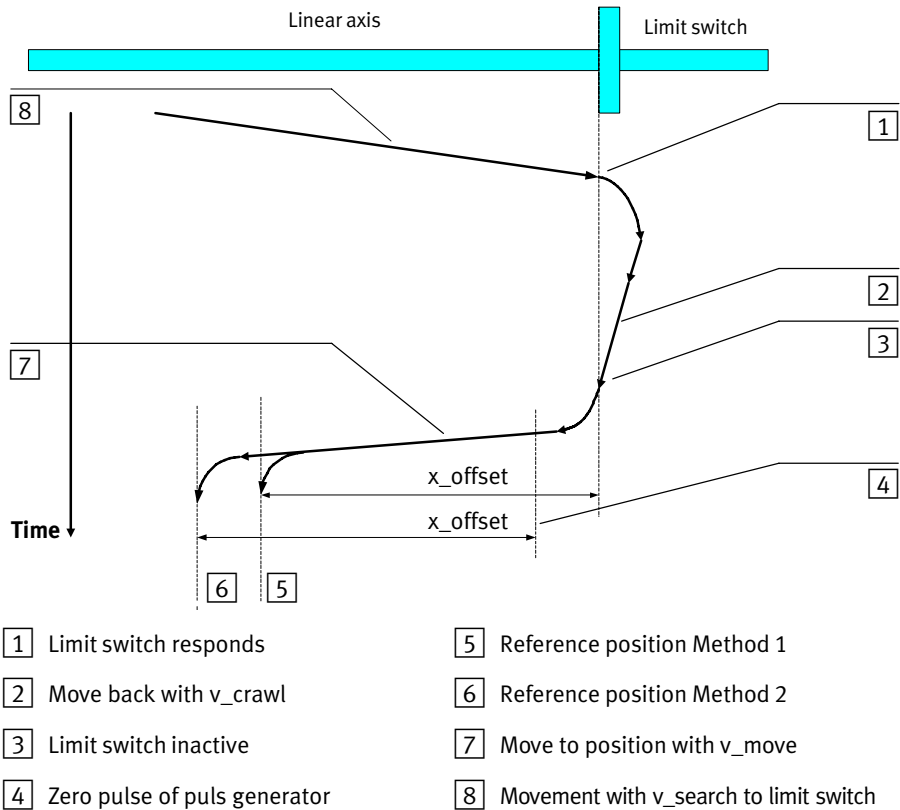 Linear axis
Limit switch
8
1
2
3
7
x_offset
4
x_offset
Time
6
5
1 Limit switch responds
2 Move back with v_crawl
3 Limit switch inactive
4 Zero pulse of puls generator
5 Reference position Method 1
6 Reference position Method 2
7 Move to position with v_move
8 Movement with v_search to limit switch